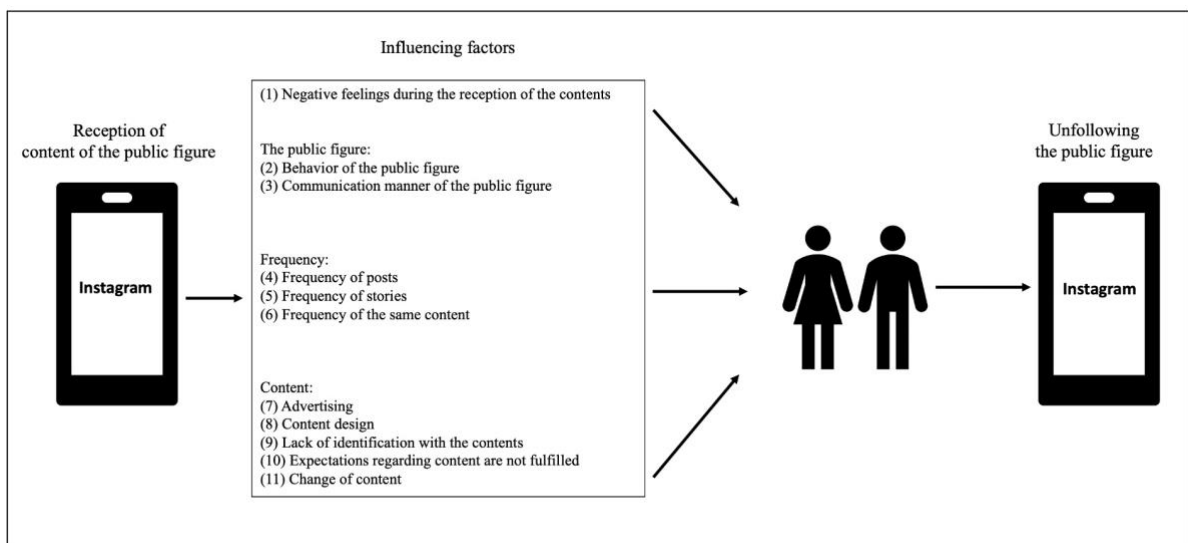 Influencing factors
Reception of
content of the public figure
Instagram
(1) Negative feelings during the reception of the contents
The public figure:
(2) Behavior of the public figure
(3) Communication manner of the public figure
Frequency:
(4) Frequency of posts
(5) Frequency of stories
(6) Frequency of the same content
Content:
(7) Advertising
(8) Content design
(9) Lack of identification with the contents
(10) Expectations regarding content are not fulfilled
(11) Change of content
Unfollowing
the public figure
Instagram